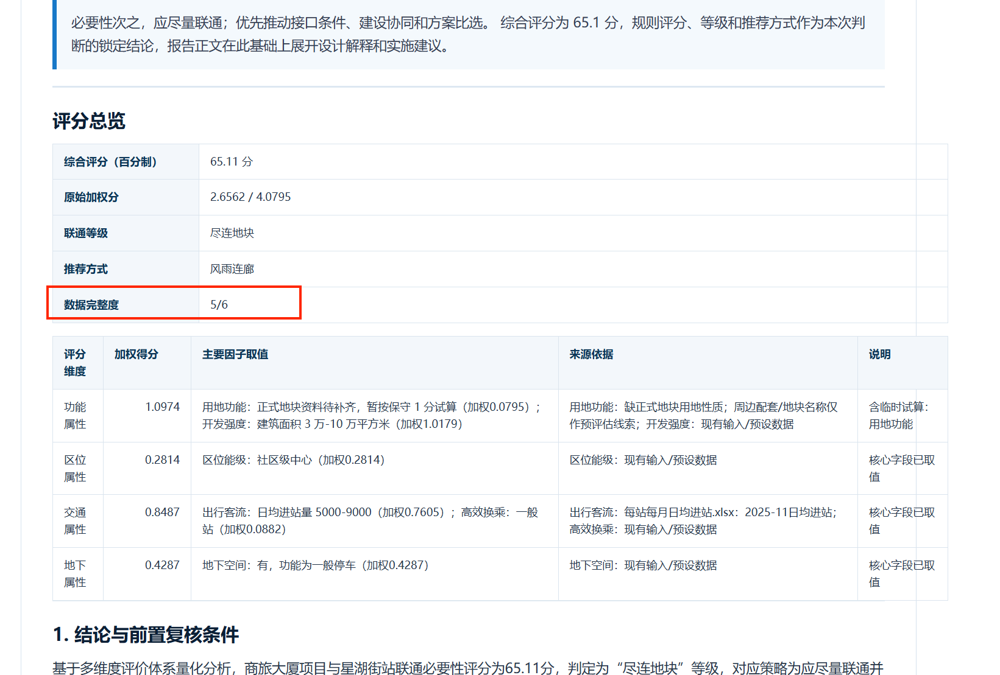 必要性次之，应尽量联通；优先推动接口条件、建设协同和方案比选。 综合评分为 65.1 分，规则评分、等级和推荐方式作为本次判
断的锁定结论，报告正文在此基础上展开设计解释和实施建议。
评分总览
综合评分（百分制） 65.11 分
原始加权分 2.6562 / 4.0795
联通等级 尽连地块
推荐方式 风雨连廊
数据完整度 5/6
评分
维度
加权得分
主要因子取值
来源依据
说明
功能
属性
1.0974
用地功能：正式地块资料待补齐，暂按保守 1 分试算（加权0.0795）；
开发强度：建筑面积 3 万-10 万平方米（加权1.0179）
用地功能：缺正式地块用地性质；周边配套/地块名称仅
作预评估线索；开发强度：现有输入/预设数据
含临时试算：
用地功能
区位
属性
0.2814
区位能级：社区级中心（加权0.2814）
区位能级：现有输入/预设数据
核心字段已取
值
交通
属性
0.8487
出行客流：日均进站量 5000-9000（加权0.7605）；高效换乘：一般
站（加权0.0882）
出行客流：每站每月日均进站.xlsx：2025-11日均进站；
高效换乘：现有输入/预设数据
核心字段已取
值
地下
属性
0.4287
地下空间：有，功能为一般停车（加权0.4287）
地下空间：现有输入/预设数据
核心字段已取
值
1. 结论与前置复核条件
基于多维度评价体系量化分析，商旅大厦项目与星湖街站联通必要性评分为65.11分，判定为“尽连地块”等级，对应策略为应尽量联通并